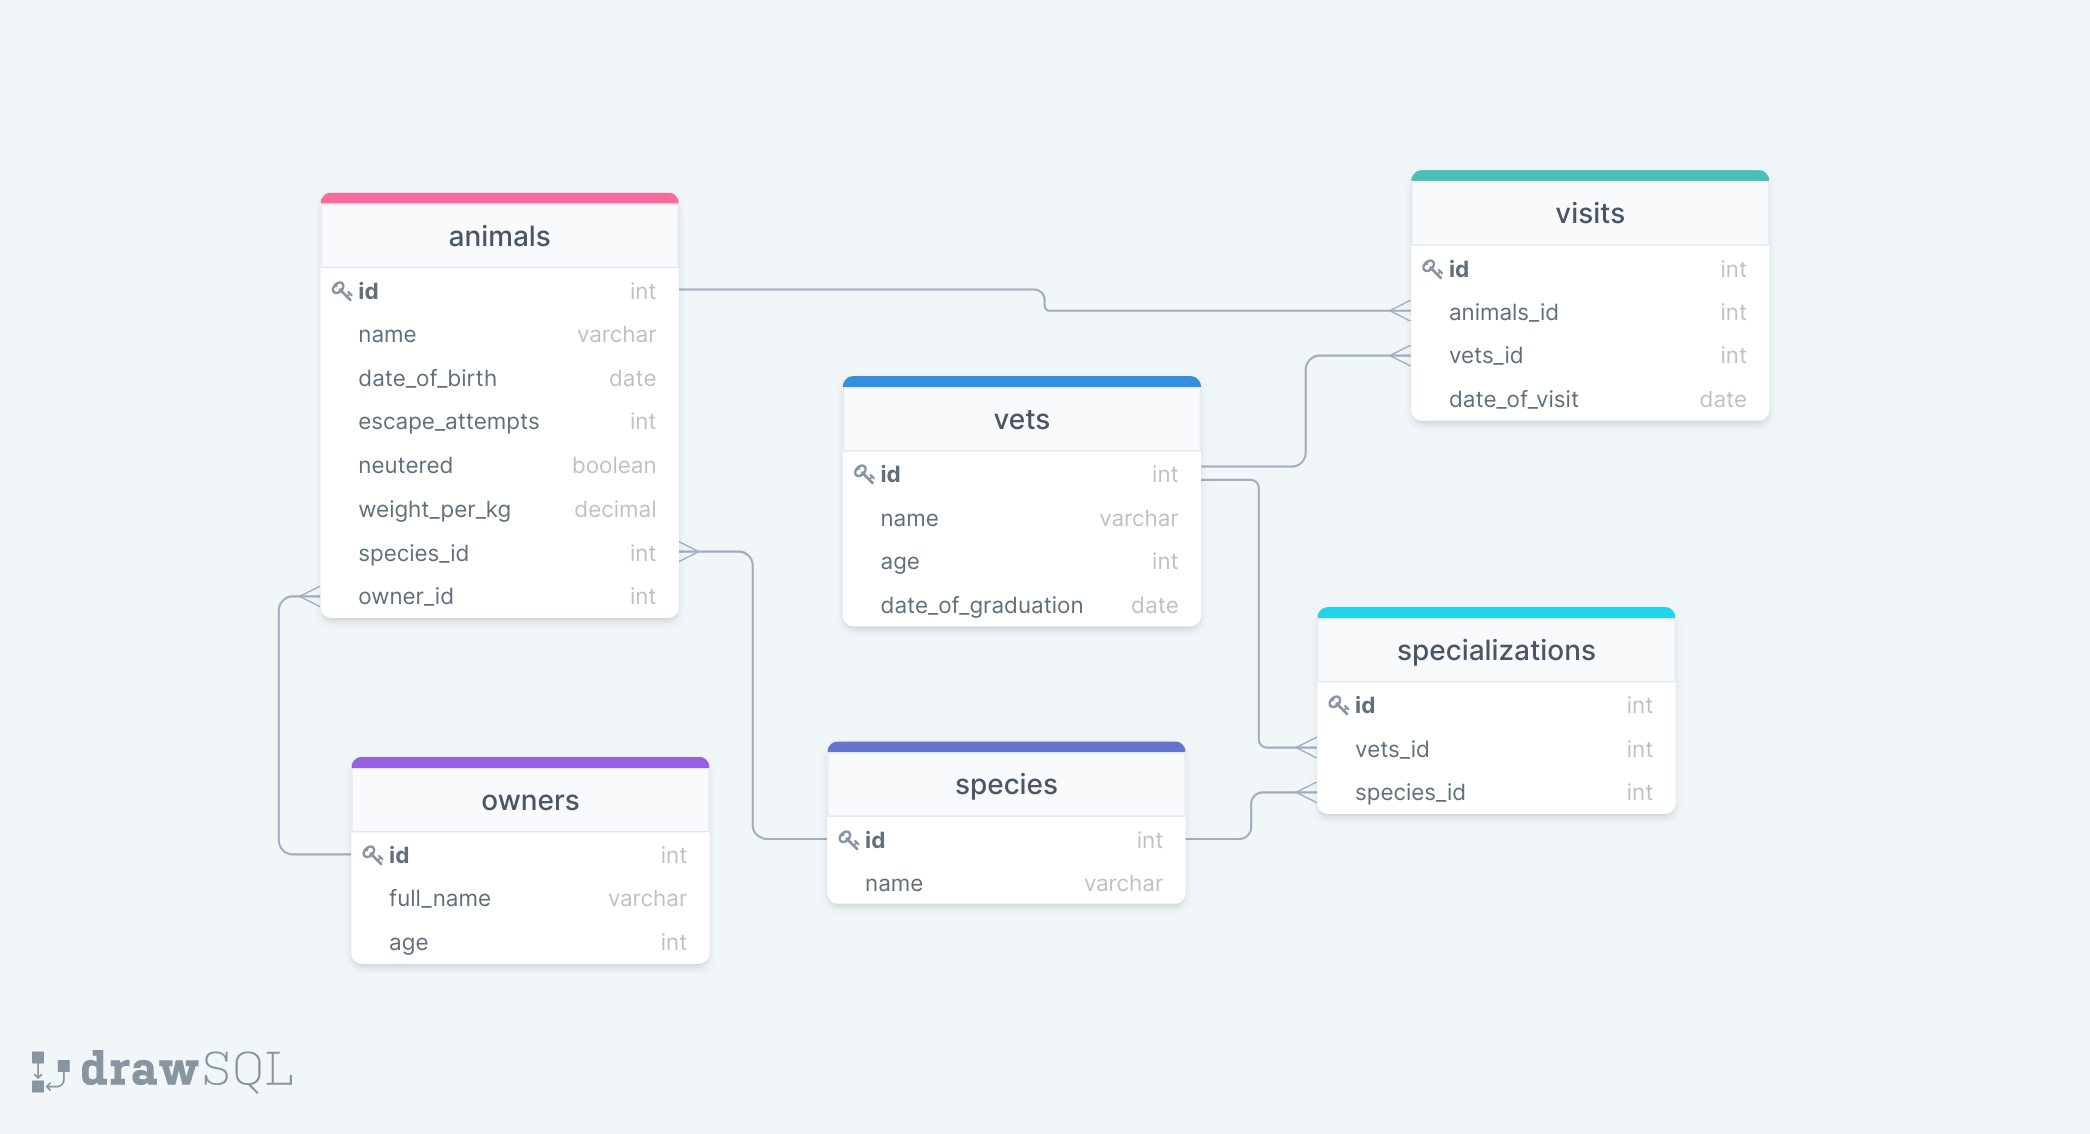 animals
id int
name varchar
date_of_birth date
escape_attempts int
neutered boolean
weight_per_kg decimal
species_id int
owner_id int
owners
id int
full_name varchar
age int
vets
id int
name varchar
age int
date_of_graduation date
species
id int
name varchar
visits
id int
animals_id int
vets_id int
date_of_visit date
specializations
id int
vets_id int
species_id int
drawSQL